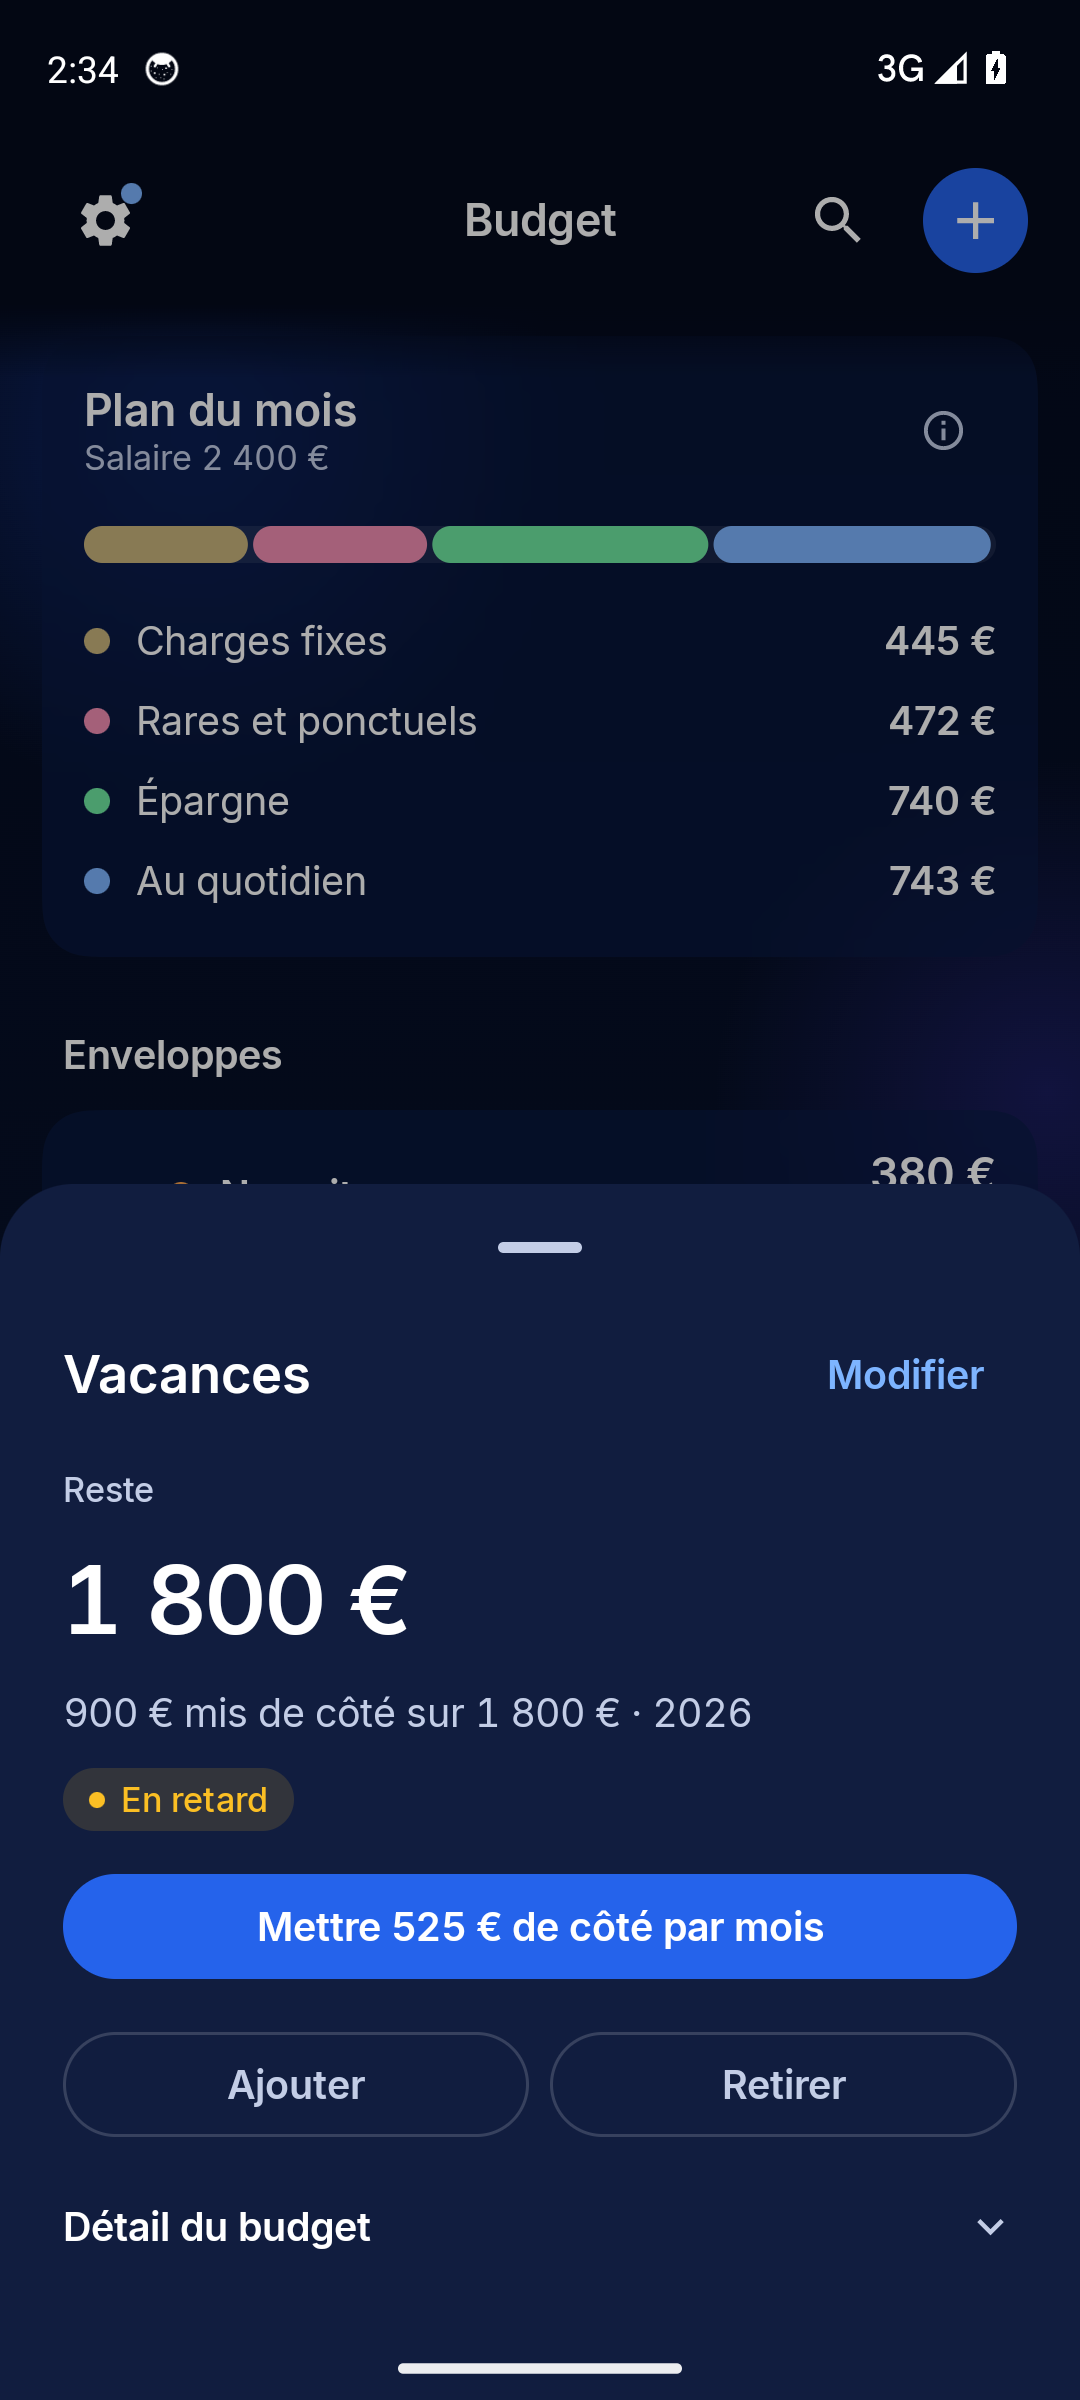 2:34
3G
Budget
Plan du mois
Salaire 2 400 €
Charges fixes 445 €
Rares et ponctuels 472 €
Épargne 740 €
Au quotidien 743 €
Enveloppes
380 €
Vacances
Modifier
Reste
1 800 €
900 € mis de côté sur 1 800 € · 2026
En retard
Mettre 525 € de côté par mois
Ajouter
Retirer
Détail du budget